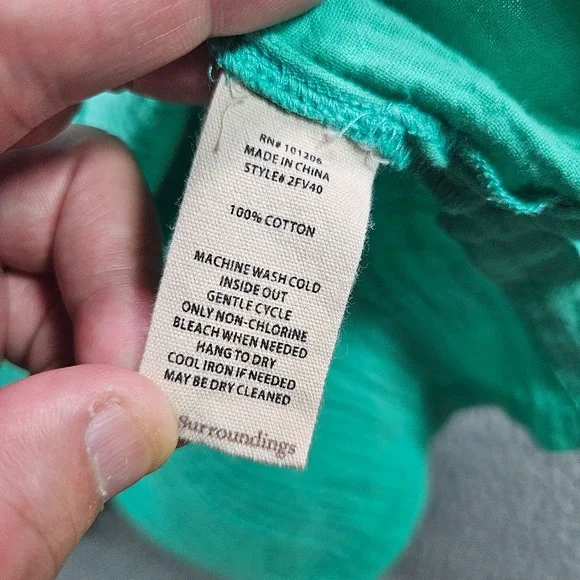 RN# 101206
MADE IN CHINA
STYLE# 2FV40
100% COTTON
MACHINE WASH COLD
INSIDE OUT
GENTLE CYCLE
ONLY NON-CHLORINE
BLEACH WHEN NEEDED
HANG TO DRY
COOL IRON IF NEEDED
MAY BE DRY CLEANED
Surroundings